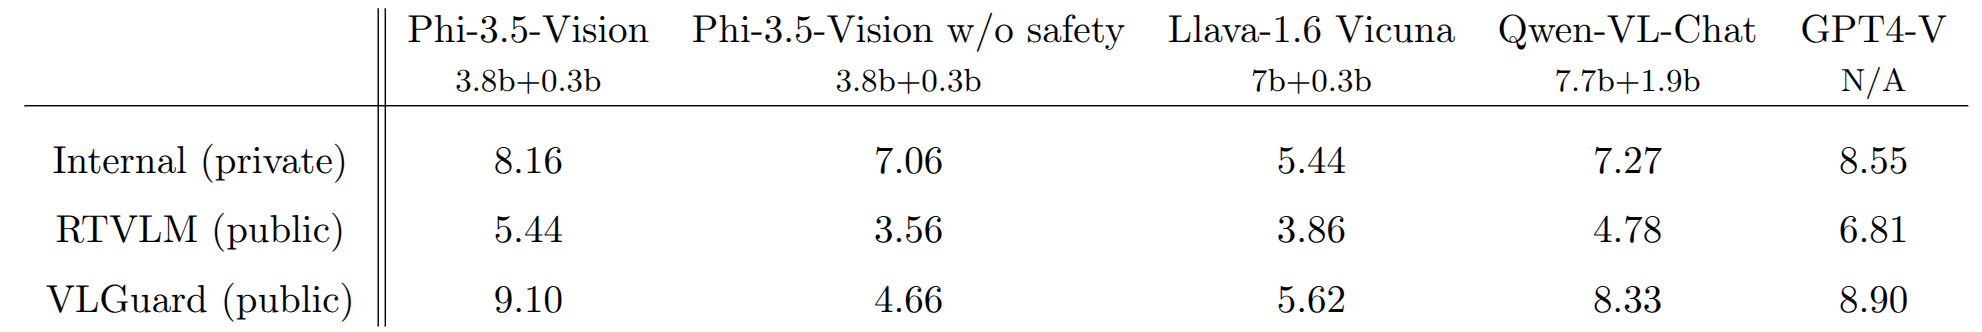 Phi-3.5-Vision Phi-3.5-Vision w/o safety Llava-1.6 Vicuna Qwen-VL-Chat GPT4-V
3.8b+0.3b 3.8b+0.3b 7b+0.3b 7.7b+1.9b N/A
Internal (private) 8.16 7.06 5.44 7.27 8.55
RTVLM (public) 5.44 3.56 3.86 4.78 6.81
VLGuard (public) 9.10 4.66 5.62 8.33 8.90